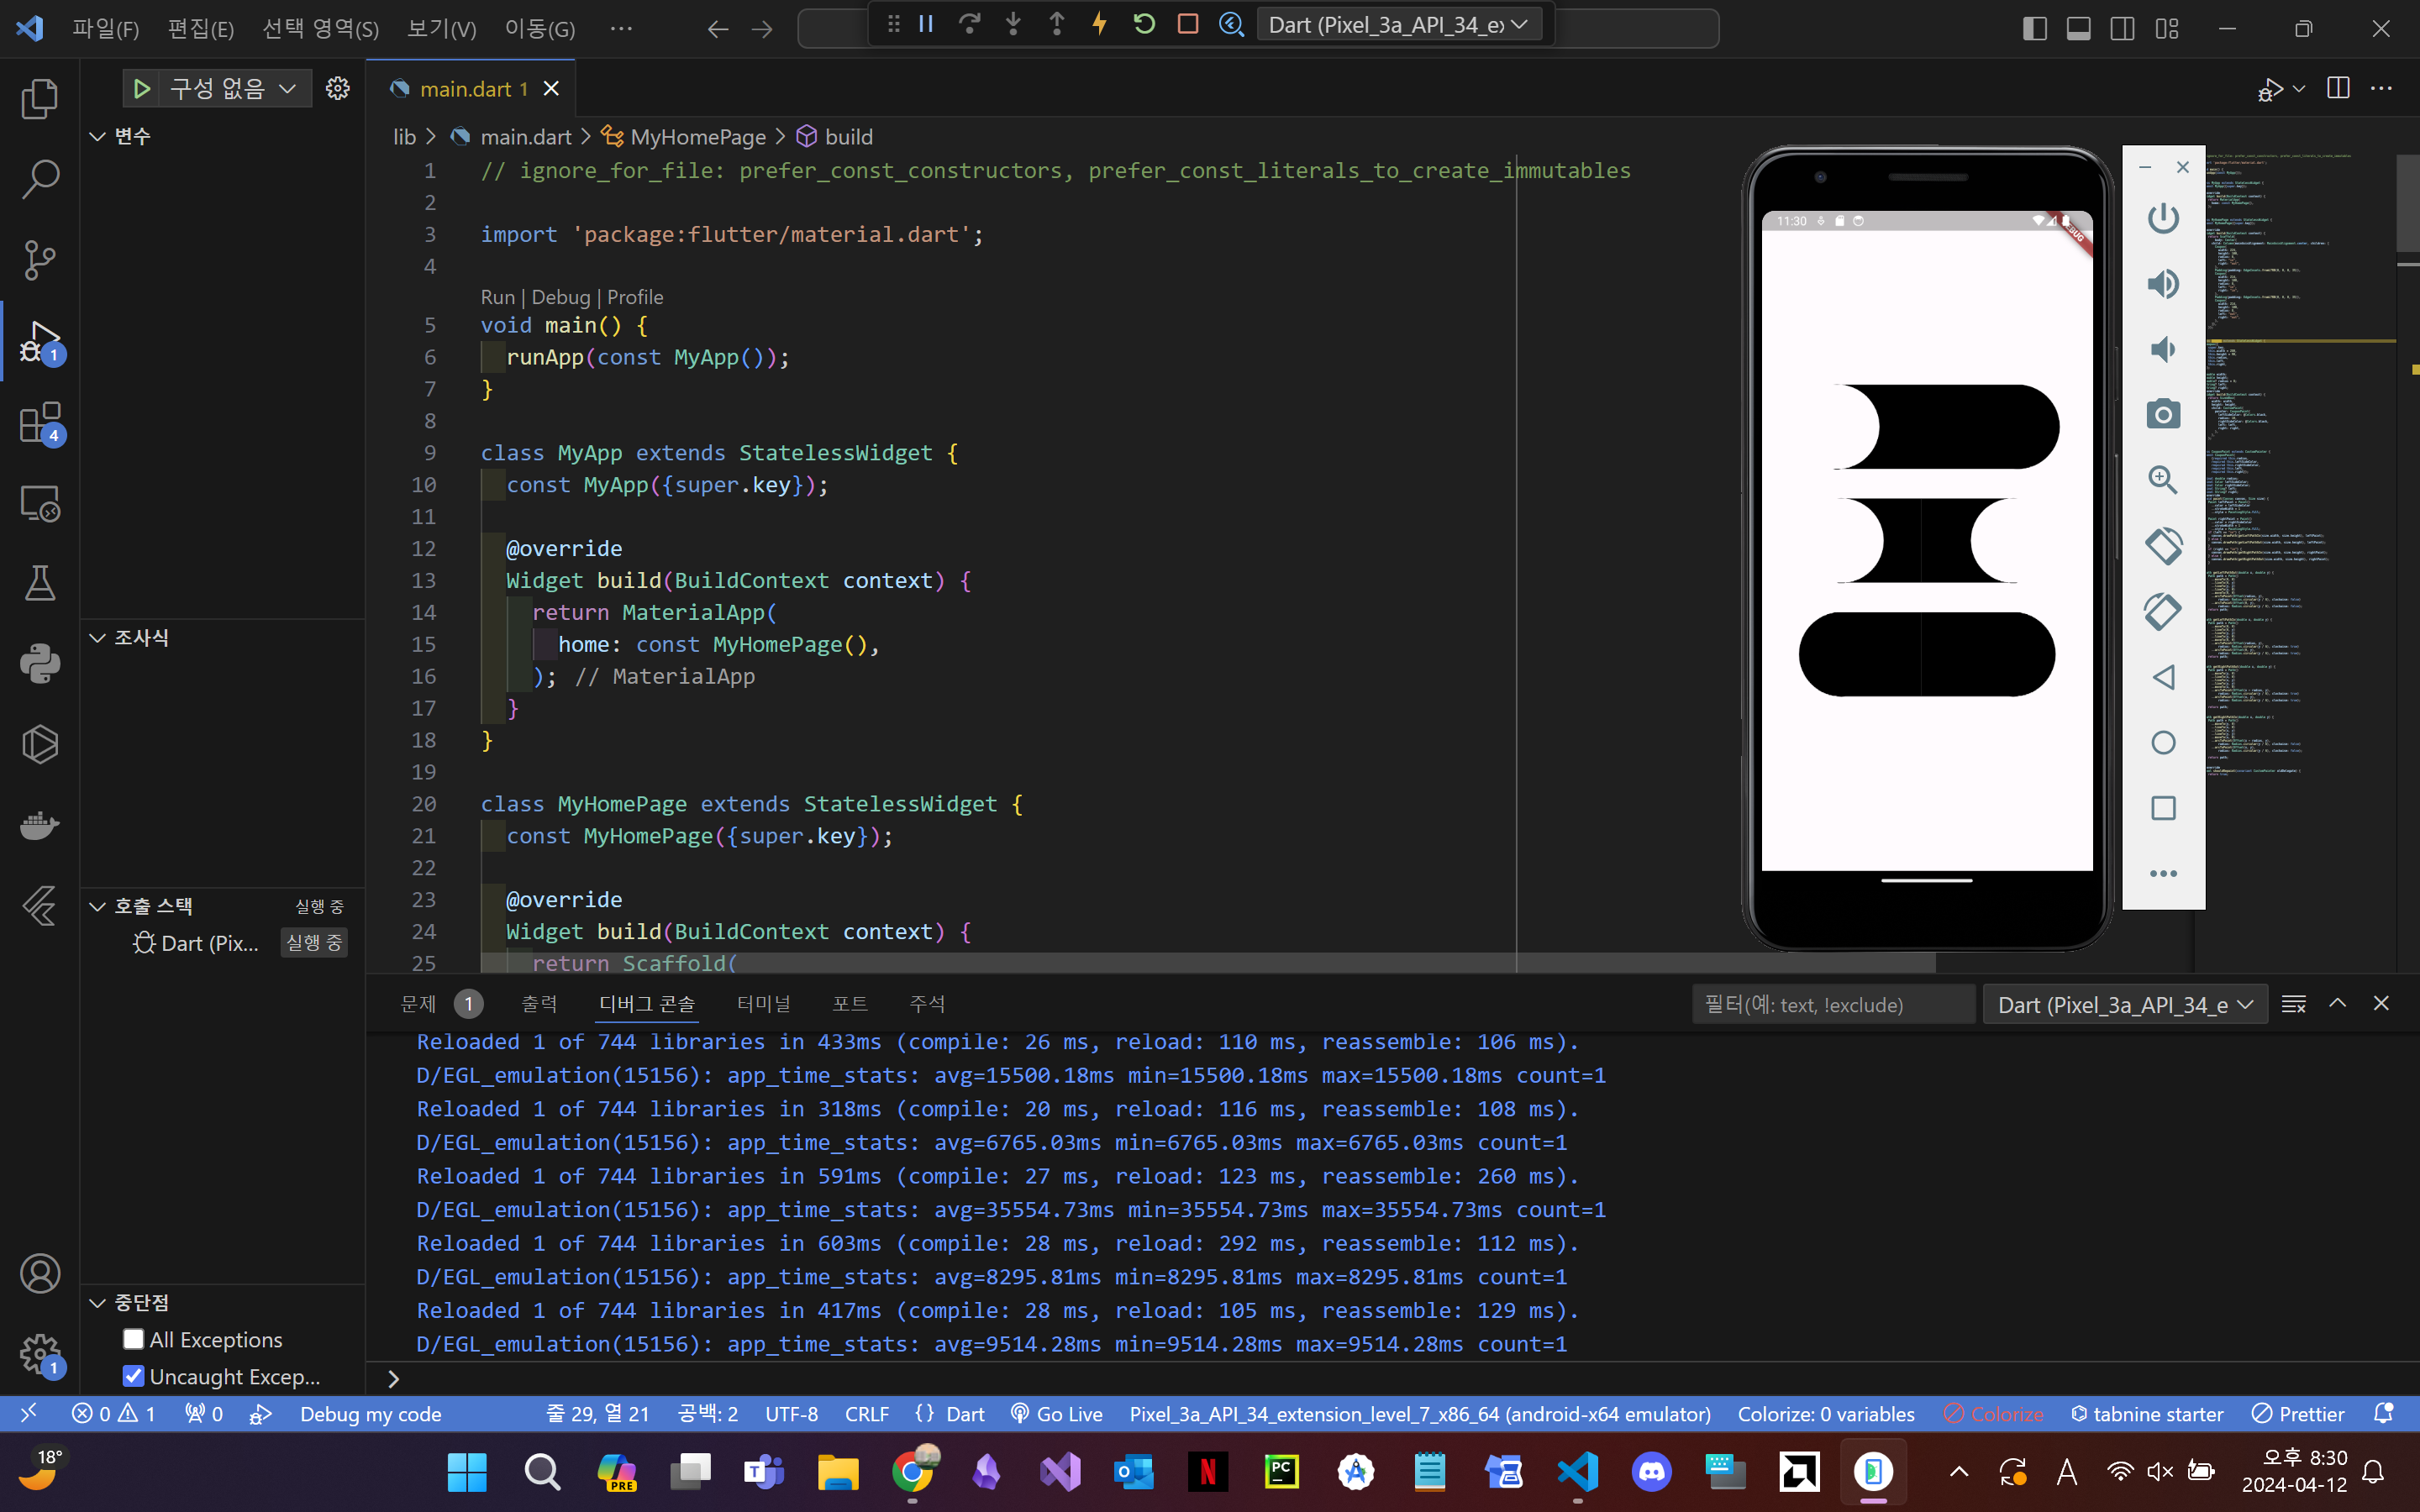 파일(F) 편집(E) 선택 영역(S) 보기(V) 이동(G) ···
Dart (Pixel_3a_API_34_ex
구성 없음
main.dart 1
lib > main.dart > MyHomePage > build
변수
조사식
호출 스택 실행 중
Dart (Pix... 실행 중
중단점
All Exceptions
Uncaught Excep...
1 // ignore_for_file: prefer_const_constructors, prefer_const_literals_to_create_immutables
2
3 import 'package:flutter/material.dart';
4
Run | Debug | Profile
5 void main() {
6 runApp(const MyApp());
7 }
8
9 class MyApp extends StatelessWidget {
10 const MyApp({super.key});
11
12 @override
13 Widget build(BuildContext context) {
14 return MaterialApp(
15 home: const MyHomePage(),
16 ); // MaterialApp
17 }
18 }
19
20 class MyHomePage extends StatelessWidget {
21 const MyHomePage({super.key});
22
23 @override
24 Widget build(BuildContext context) {
25 return Scaffold(
11:30
문제 1 출력 디버그 콘솔 터미널 포트 주석
필터(예: text, !exclude)
Dart (Pixel_3a_API_34_e
Reloaded 1 of 744 libraries in 433ms (compile: 26 ms, reload: 110 ms, reassemble: 106 ms).
D/EGL_emulation(15156): app_time_stats: avg=15500.18ms min=15500.18ms max=15500.18ms count=1
Reloaded 1 of 744 libraries in 318ms (compile: 20 ms, reload: 116 ms, reassemble: 108 ms).
D/EGL_emulation(15156): app_time_stats: avg=6765.03ms min=6765.03ms max=6765.03ms count=1
Reloaded 1 of 744 libraries in 591ms (compile: 27 ms, reload: 123 ms, reassemble: 260 ms).
D/EGL_emulation(15156): app_time_stats: avg=35554.73ms min=35554.73ms max=35554.73ms count=1
Reloaded 1 of 744 libraries in 603ms (compile: 28 ms, reload: 292 ms, reassemble: 112 ms).
D/EGL_emulation(15156): app_time_stats: avg=8295.81ms min=8295.81ms max=8295.81ms count=1
Reloaded 1 of 744 libraries in 417ms (compile: 28 ms, reload: 105 ms, reassemble: 129 ms).
D/EGL_emulation(15156): app_time_stats: avg=9514.28ms min=9514.28ms max=9514.28ms count=1
0 1 0 Debug my code 줄 29, 열 21 공백: 2 UTF-8 CRLF {} Dart Go Live Pixel_3a_API_34_extension_level_7_x86_64 (android-x64 emulator) Colorize: 0 variables Colorize tabnine starter Prettier
18° PRE PC A 오후 8:30
2024-04-12